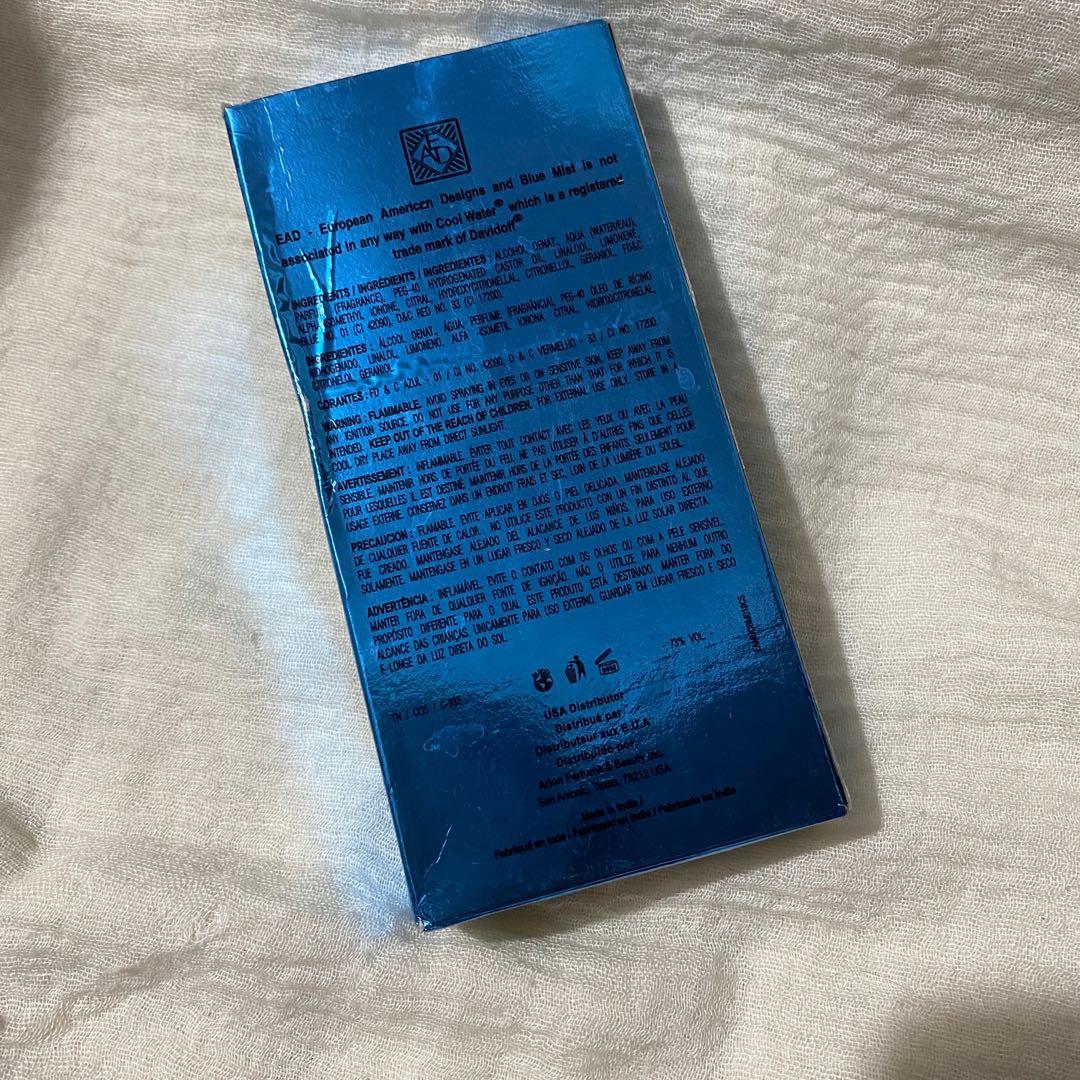 EAD
EAD - European American Designs and Blue Mist is not
associated in any way with Cool Water® which is a registered
trade mark of Davidoff®
INGREDIENTS / INGRÉDIENTS / INGREDIENTES : ALCOHOL DENAT., AQUA (WATER/EAU),
PARFUM (FRAGRANCE), PEG-40 HYDROGENATED CASTOR OIL, LINALOOL, LIMONENE,
ALPHA ISOMETHYL IONONE, CITRAL, HYDROXYCITRONELLAL, CITRONELLOL, GERANIOL, FD&C
BLUE NO. 01 (CI 42090), D&C RED NO. 33 (CI 17200).
INGREDIENTES : ÁLCOOL DENAT., ÁGUA, PERFUME (FRAGRÂNCIA), PEG-40 ÓLEO DE RÍCINO
HIDROGENADO, LINALOL, LIMONENO, ALFA -ISOMETIL IONONA, CITRAL, HIDROXICITRONELAL,
CITRONELOL, GERANIOL
CORANTES : FD & C AZUL - 01 / CI NO. 42090, D & C VERMELHO - 33 / CI NO. 17200.
WARNING : FLAMMABLE. AVOID SPRAYING IN EYES OR ON SENSITIVE SKIN. KEEP AWAY FROM
ANY IGNITION SOURCE. DO NOT USE FOR ANY PURPOSE OTHER THAN THAT FOR WHICH IT IS
INTENDED. KEEP OUT OF THE REACH OF CHILDREN. FOR EXTERNAL USE ONLY. STORE IN A
COOL DRY PLACE AWAY FROM DIRECT SUNLIGHT.
AVERTISSEMENT : INFLAMMABLE. ÉVITER TOUT CONTACT AVEC LES YEUX OU AVEC LA PEAU
SENSIBLE. MAINTENIR HORS DE PORTÉE DU FEU. NE PAS UTILISER À D'AUTRES FINS QUE CELLES
POUR LESQUELLES IL EST DESTINÉ. MAINTENIR HORS DE LA PORTÉE DES ENFANTS. SEULEMENT POUR
USAGE EXTERNE. CONSERVEZ DANS UN ENDROIT FRAIS ET SEC. LOIN DE LA LUMIÈRE DU SOLEIL.
PRECAUCION : FLAMABLE. EVITE APLICAR EN OJOS O PIEL DELICADA. MANTENGASE ALEJADO
DE CUALQUIER FUENTE DE CALOR. NO UTILICE ESTE PRODUCTO CON UN FIN DISTINTO AL QUE
FUE CREADO. MANTENGASE ALEJADO DEL ALACANCE DE LOS NIÑOS. PARA USO EXTERNO
SOLAMENTE. MANTENGASE EN UN LUGAR FRESCO Y SECO ALEJADO DE LA LUZ SOLAR DIRECTA.
ADVERTÊNCIA : INFLAMÁVEL. EVITE O CONTATO COM OS OLHOS OU COM A PELE SENSÍVEL.
MANTER FORA DE QUALQUER FONTE DE IGNIÇÃO. NÃO O UTILIZE PARA NENHUM OUTRO
PROPÓSITO DIFERENTE PARA O QUAL ESTE PRODUTO ESTÁ DESTINADO. MANTER FORA DO
ALCANCE DAS CRIANÇAS. UNICAMENTE PARA USO EXTERNO. GUARDAR EM LUGAR FRESCO E SECO
E LONGE DA LUZ DIRETA DO SOL.
- 73% VOL -
TN / COS / C-933
USA Distributor
Distribué par
Distributeur aux E.U.A
Distribuido por
Arion Perfume & Beauty Inc.
San Antonio, Texas, 78212 USA.
Made in India /
Fabriqué en Inde / Fabriquado en India / Fabricada na India